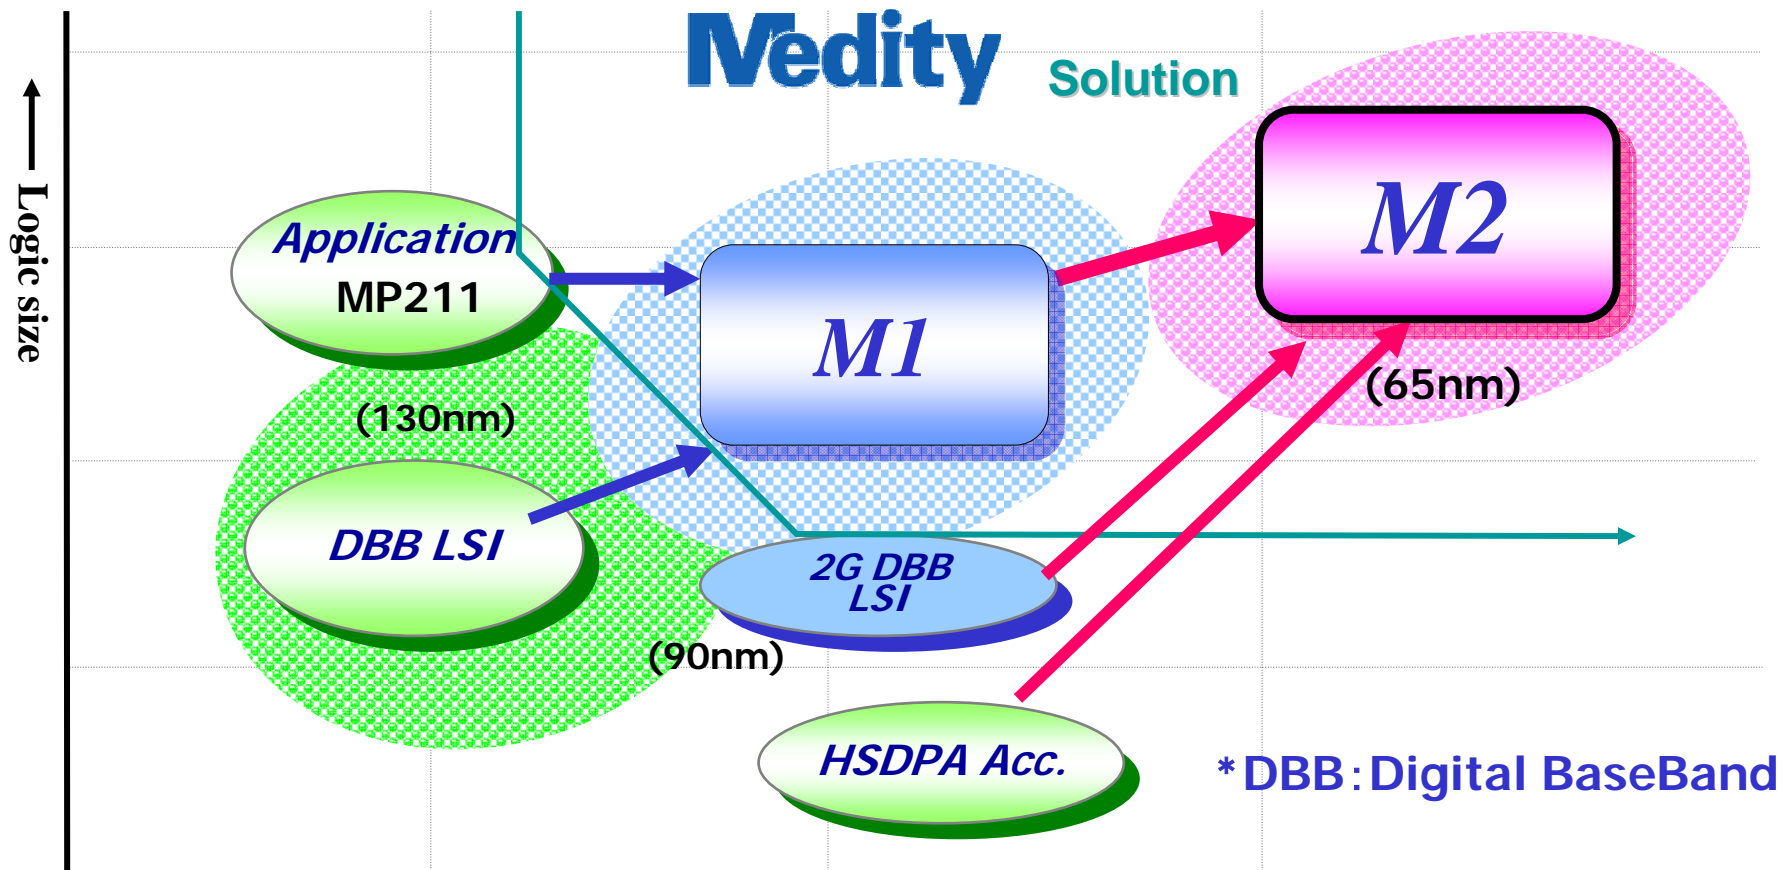 Medity
Solution
Logic size
Application
MP211
M1
M2
(130nm)
(65nm)
DBB LSI
2G DBB
LSI
(90nm)
HSDPA Acc.
*DBB:Digital BaseBand